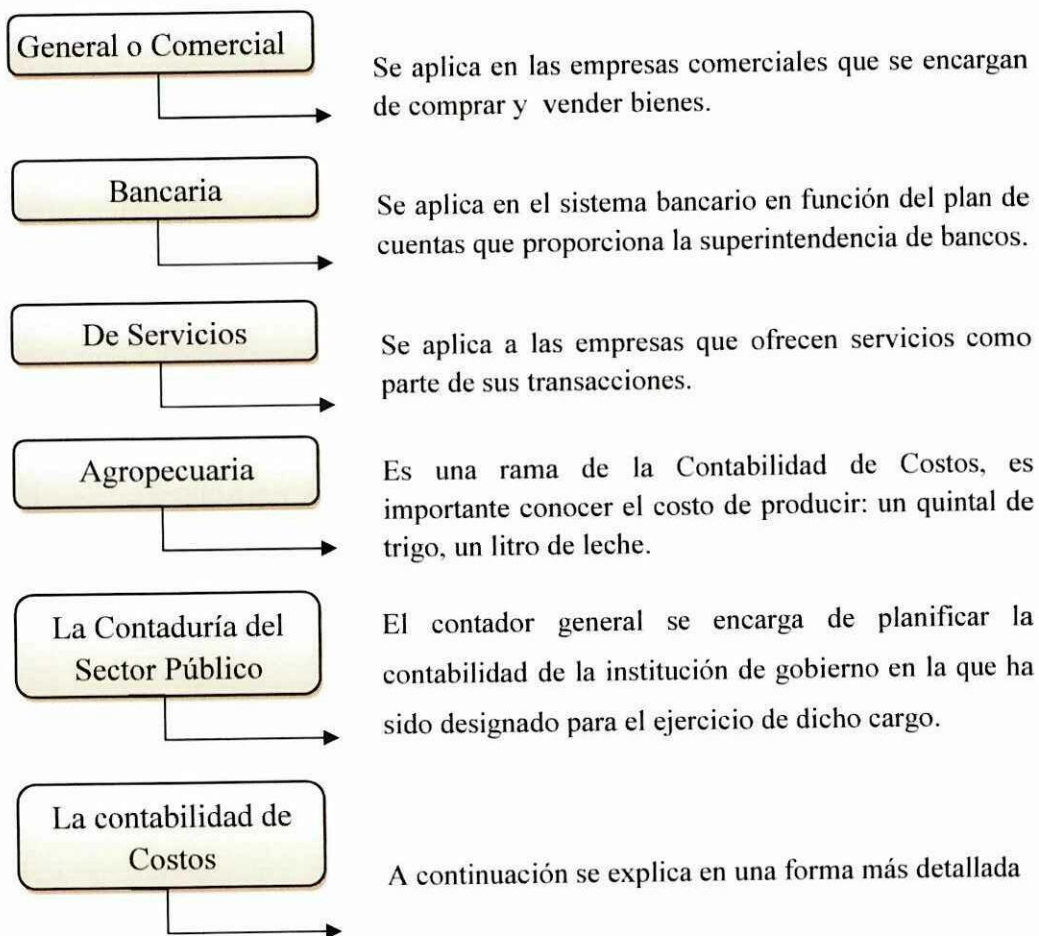 General o Comercial
Se aplica en las empresas comerciales que se encargan
de comprar y vender bienes.
Bancaria
Se aplica en el sistema bancario en función del plan de
cuentas que proporciona la superintendencia de bancos.
De Servicios
Se aplica a las empresas que ofrecen servicios como
parte de sus transacciones.
Agropecuaria
Es una rama de la Contabilidad de Costos, es
importante conocer el costo de producir: un quintal de
trigo, un litro de leche.
La Contaduría del
Sector Público
El contador general se encarga de planificar la
contabilidad de la institución de gobierno en la que ha
sido designado para el ejercicio de dicho cargo.
La contabilidad de
Costos
A continuación se explica en una forma más detallada